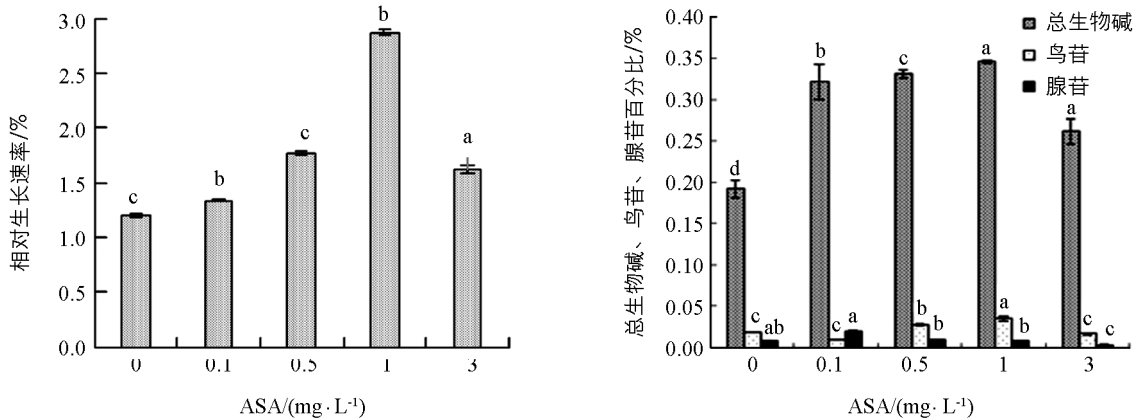 相对生长速率/%
3.0
2.5
2.0
1.5
1.0
0.5
0.0
c
b
c
b
a
0 0.1 0.5 1 3
ASA/(mg·L-1)
总生物碱、鸟苷、腺苷百分比/%
0.40
0.35
0.30
0.25
0.20
0.15
0.10
0.05
0.00
总生物碱
鸟苷
腺苷
d b c a a
c ab c a b b a b c c
0 0.1 0.5 1 3
ASA/(mg·L-1)